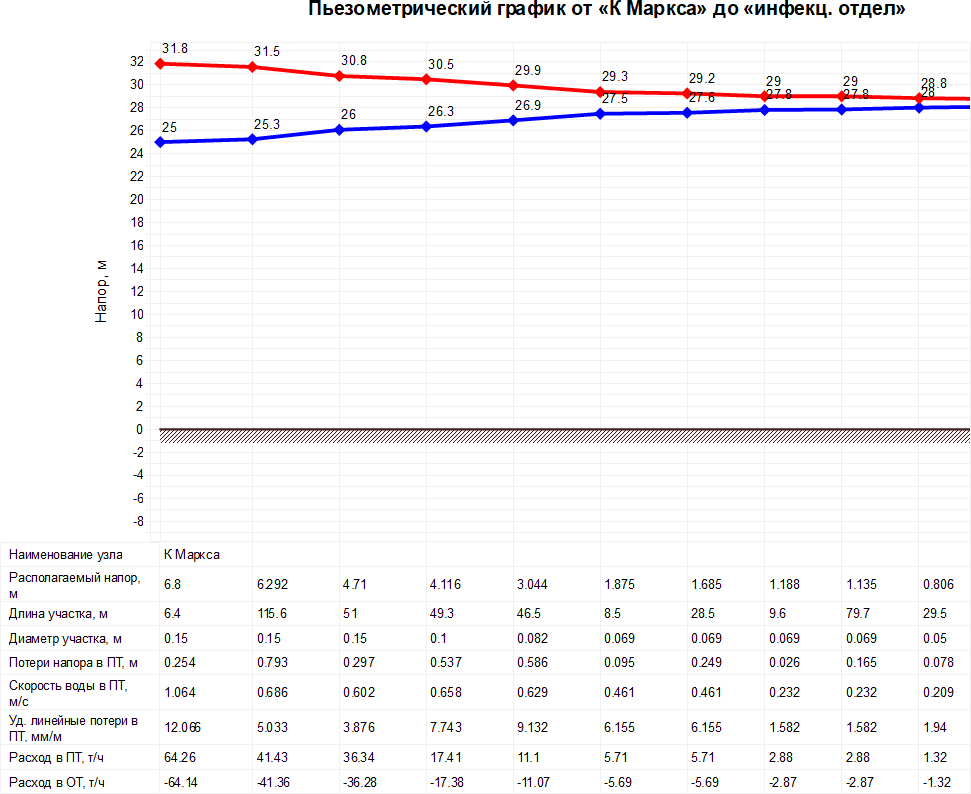 Пьезометрический график от «К Маркса» до «инфекц. отдел»
31.8 31.5 30.8 30.5 29.9 29.3 29.2 29 29 28.8
25 25.3 26 26.3 26.9 27.5 27.6 27.8 27.8 28
Напор, м
32
30
28
26
24
22
20
18
16
14
12
10
8
6
4
2
0
-2
-4
-6
-8
Наименование узла К Маркса
Располагаемый напор, м 6.8 6.292 4.71 4.116 3.044 1.875 1.685 1.188 1.135 0.806
Длина участка, м 6.4 115.6 51 49.3 46.5 8.5 28.5 9.6 79.7 29.5
Диаметр участка, м 0.15 0.15 0.15 0.1 0.082 0.069 0.069 0.069 0.069 0.05
Потери напора в ПТ, м 0.254 0.793 0.297 0.537 0.586 0.095 0.249 0.026 0.165 0.078
Скорость воды в ПТ, м/с 1.064 0.686 0.602 0.658 0.629 0.461 0.461 0.232 0.232 0.209
Уд. линейные потери в ПТ, мм/м 12.066 5.033 3.876 7.743 9.132 6.155 6.155 1.582 1.582 1.94
Расход в ПТ, т/ч 64.26 41.43 36.34 17.41 11.1 5.71 5.71 2.88 2.88 1.32
Расход в ОТ, т/ч -64.14 -41.36 -36.28 -17.38 -11.07 -5.69 -5.69 -2.87 -2.87 -1.32